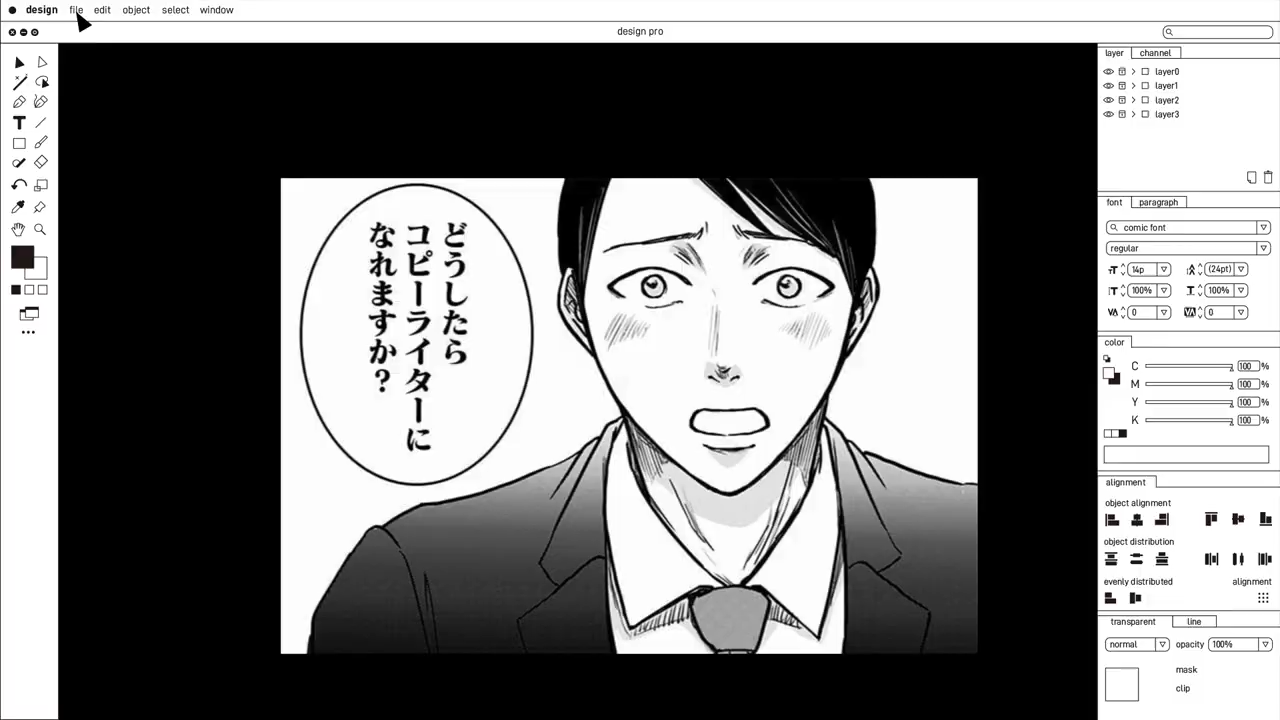 design file edit object select window
design pro
layer channel
layer0
layer1
layer2
layer3
どうしたら
コピーライターに
なれますか?
font paragraph
comic font
regular
14p (24pt)
100% 100%
0 0
color
C 100 %
M 100 %
Y 100 %
K 100 %
alignment
object alignment
object distribution
evenly distributed alignment
transparent line
normal opacity 100%
mask
clip